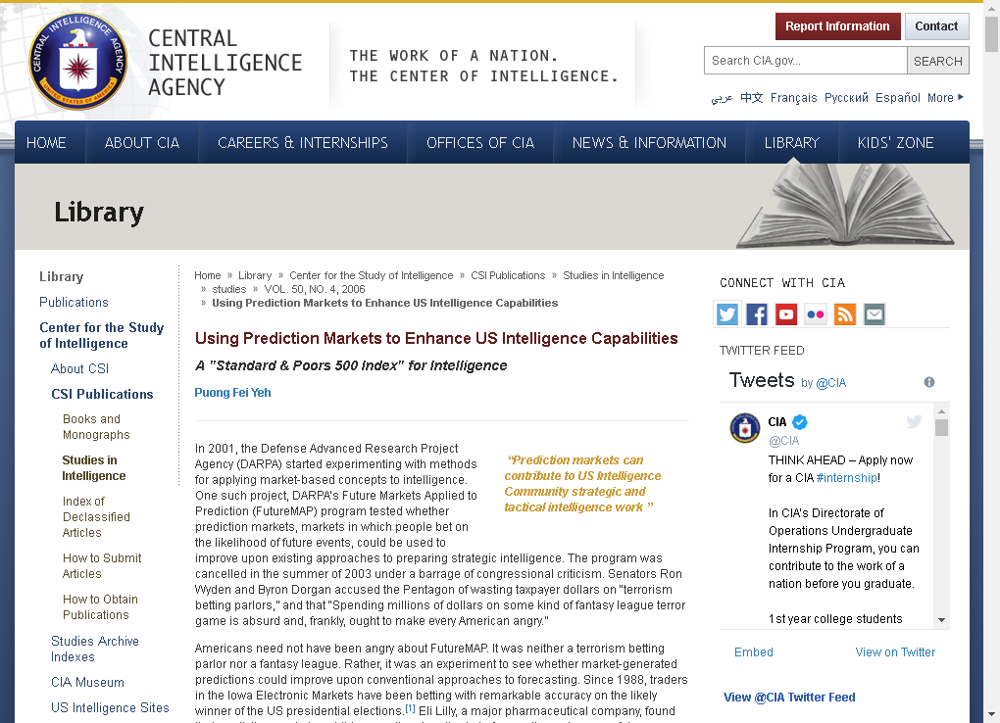 CENTRAL
INTELLIGENCE
AGENCY
THE WORK OF A NATION.
THE CENTER OF INTELLIGENCE.
Report Information
Contact
Search CIA.gov...
SEARCH
عربي 中文 Français Русский Español More
HOME ABOUT CIA CAREERS & INTERNSHIPS OFFICES OF CIA NEWS & INFORMATION LIBRARY KIDS' ZONE
Library
Library
Publications
Center for the Study
of Intelligence
About CSI
CSI Publications
Books and
Monographs
Studies in
Intelligence
Index of
Declassified
Articles
How to Submit
Articles
How to Obtain
Publications
Studies Archive
Indexes
CIA Museum
US Intelligence Sites
Home » Library » Center for the Study of Intelligence » CSI Publications » Studies in Intelligence
» studies » VOL. 50, NO. 4, 2006
» Using Prediction Markets to Enhance US Intelligence Capabilities
Using Prediction Markets to Enhance US Intelligence Capabilities
A "Standard & Poors 500 Index" for Intelligence
Puong Fei Yeh
In 2001, the Defense Advanced Research Project
Agency (DARPA) started experimenting with methods
for applying market-based concepts to intelligence.
One such project, DARPA's Future Markets Applied to
Prediction (FutureMAP) program tested whether
prediction markets, markets in which people bet on
the likelihood of future events, could be used to
improve upon existing approaches to preparing strategic intelligence. The program was
cancelled in the summer of 2003 under a barrage of congressional criticism. Senators Ron
Wyden and Byron Dorgan accused the Pentagon of wasting taxpayer dollars on "terrorism
betting parlors," and that "Spending millions of dollars on some kind of fantasy league terror
game is absurd and, frankly, ought to make every American angry."
“Prediction markets can
contribute to US Intelligence
Community strategic and
tactical intelligence work ”
Americans need not have been angry about FutureMAP. It was neither a terrorism betting
parlor nor a fantasy league. Rather, it was an experiment to see whether market-generated
predictions could improve upon conventional approaches to forecasting. Since 1988, traders
in the Iowa Electronic Markets have been betting with remarkable accuracy on the likely
winner of the US presidential elections.[1] Eli Lilly, a major pharmaceutical company, found
CONNECT WITH CIA
TWITTER FEED
Tweets by @CIA
CIA
@CIA
THINK AHEAD – Apply now
for a CIA #internship!
In CIA's Directorate of
Operations Undergraduate
Internship Program, you can
contribute to the work of a
nation before you graduate.
1st year college students
Embed
View on Twitter
View @CIA Twitter Feed